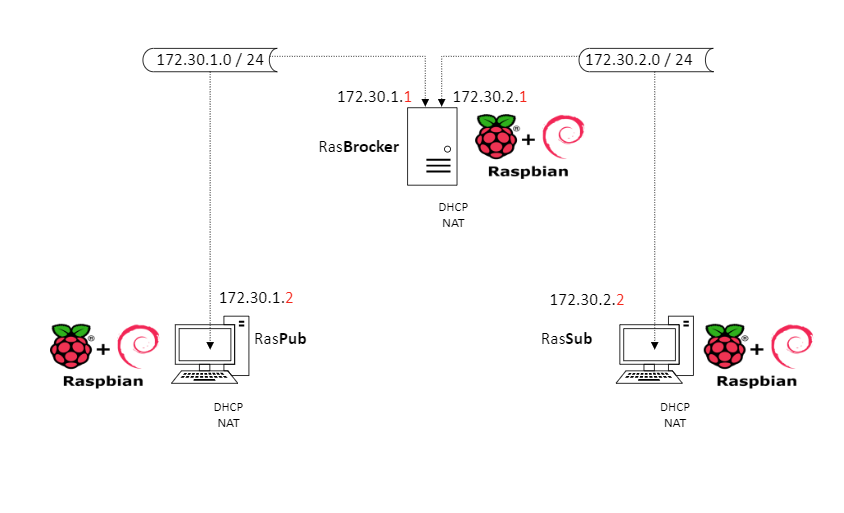 172.30.1.0 / 24
172.30.2.0 / 24
172.30.1.1
172.30.2.1
RasBrocker
® +
Raspbian
DHCP
NAT
172.30.1.2
172.30.2.2
® +
Raspbian
RasPub
RasSub
® +
Raspbian
DHCP
NAT
DHCP
NAT